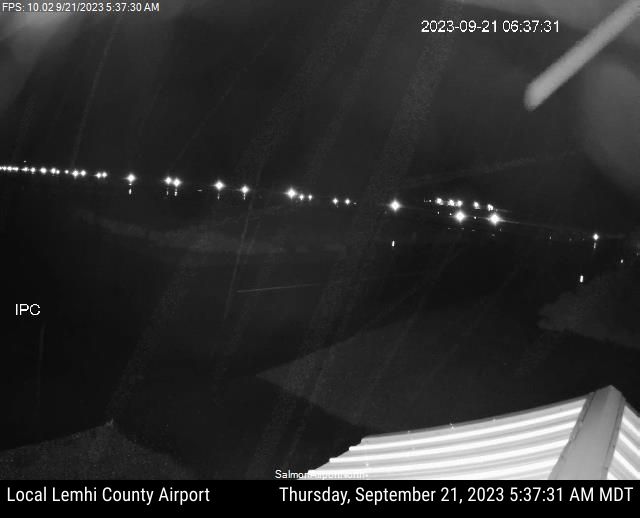 FPS: 10.02 9/21/2023 5:37:30 AM
2023-09-21 06:37:31
IPC
Local Lemhi County Airport
Thursday, September 21, 2023 5:37:31 AM MDT